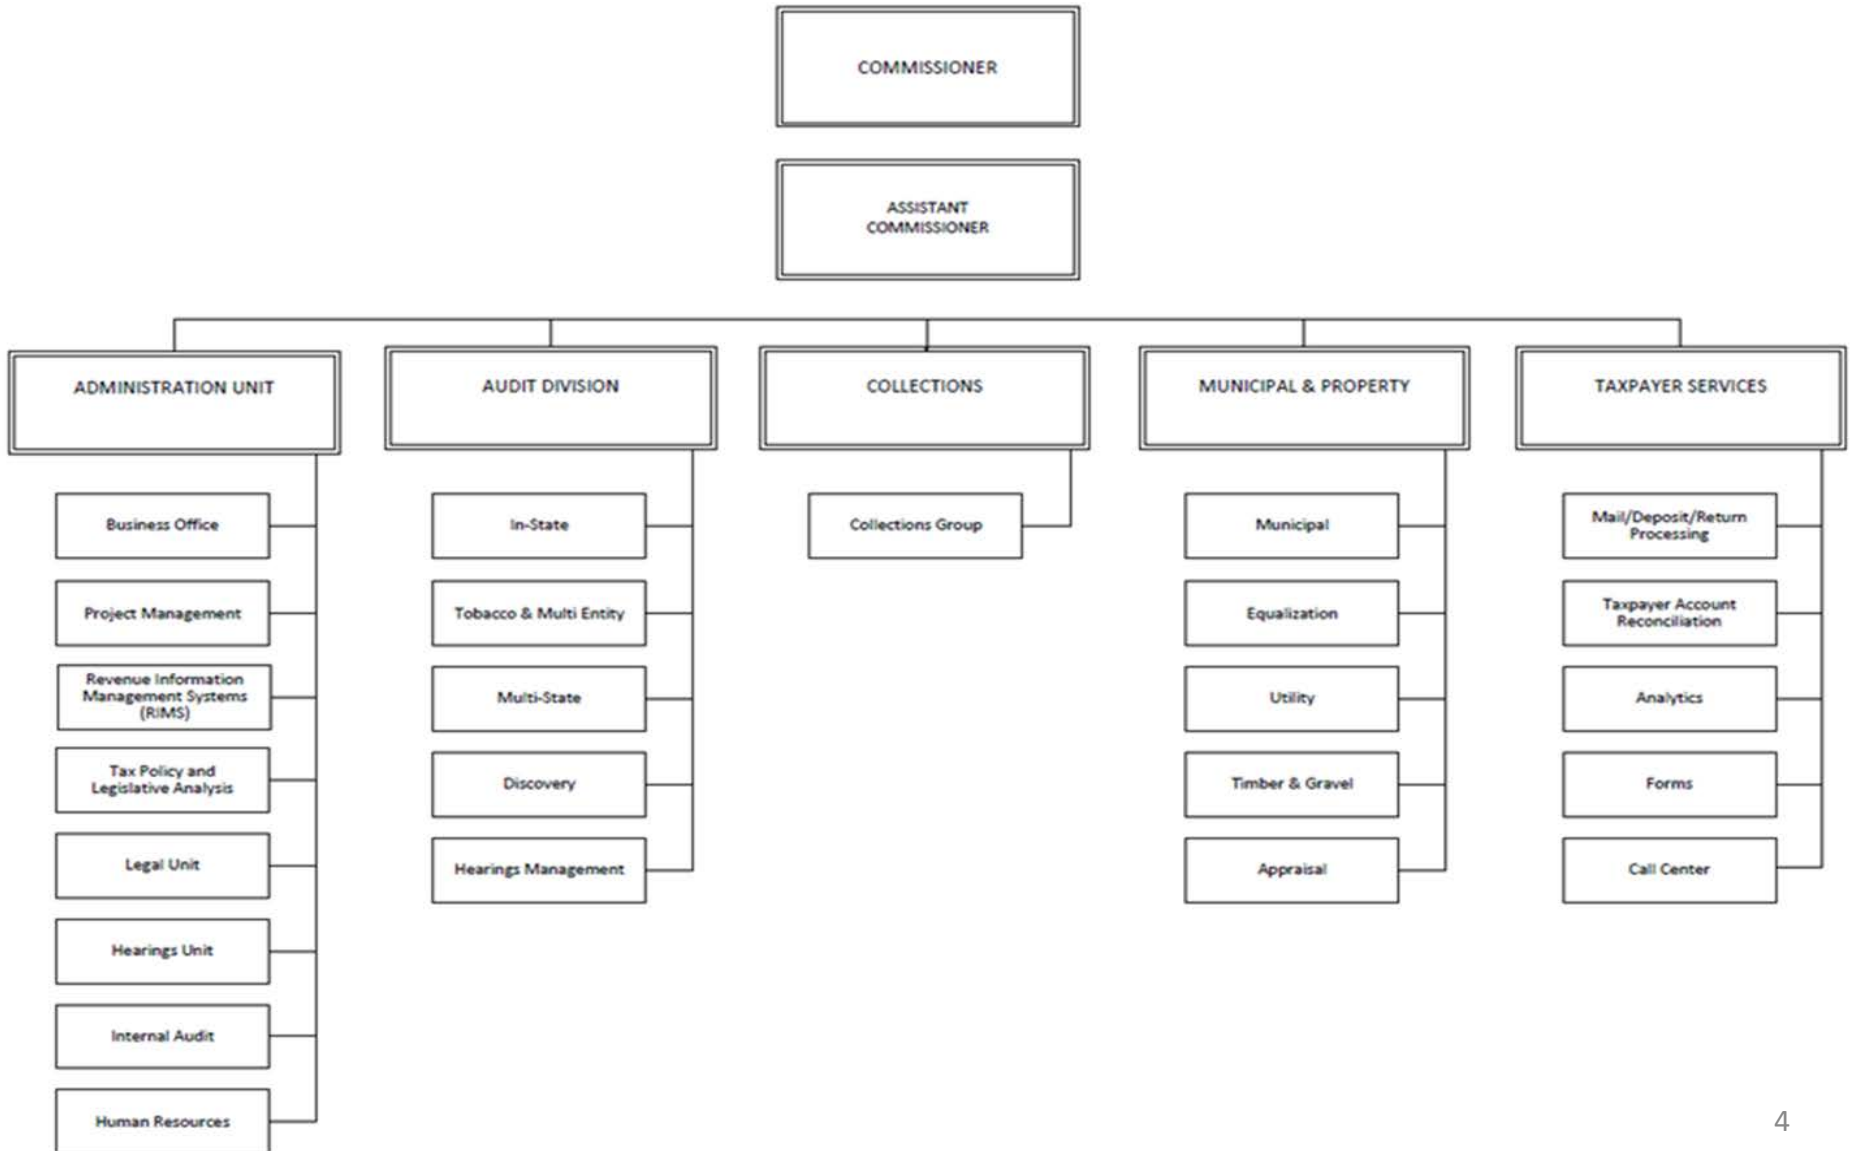 COMMISSIONER
ASSISTANT
COMMISSIONER
ADMINISTRATION UNIT
Business Office
Project Management
Revenue Information
Management Systems
(RIMS)
Tax Policy and
Legislative Analysis
Legal Unit
Hearings Unit
Internal Audit
Human Resources
AUDIT DIVISION
In-State
Tobacco & Multi Entity
Multi-State
Discovery
Hearings Management
COLLECTIONS
Collections Group
MUNICIPAL & PROPERTY
Municipal
Equalization
Utility
Timber & Gravel
Appraisal
TAXPAYER SERVICES
Mail/Deposit/Return
Processing
Taxpayer Account
Reconciliation
Analytics
Forms
Call Center
4